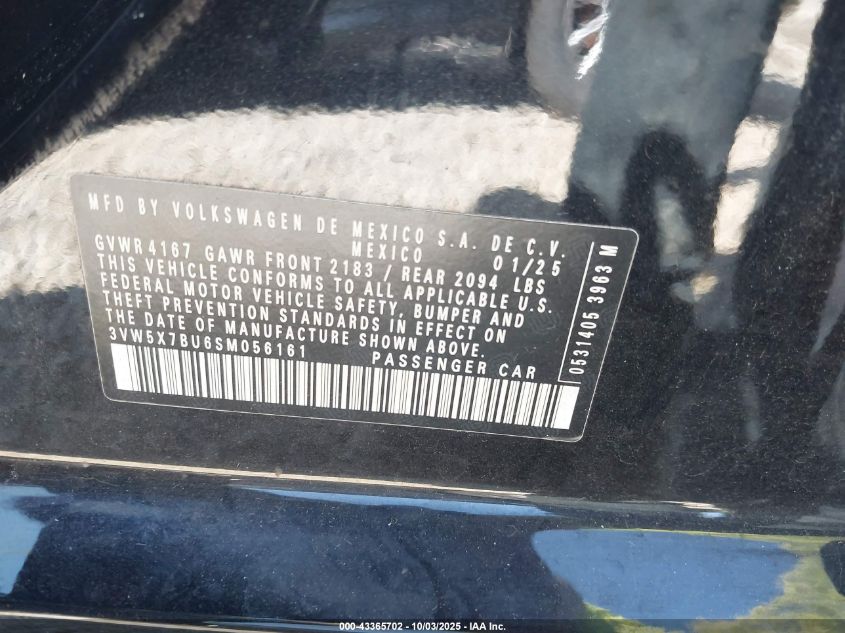 MFD BY VOLKSWAGEN DE MEXICO S.A. DE C.V.
MEXICO 01/25
GVWR 4167 GAWR FRONT 2183 / REAR 2094 LBS
THIS VEHICLE CONFORMS TO ALL APPLICABLE U.S.
FEDERAL MOTOR VEHICLE SAFETY, BUMPER AND
THEFT PREVENTION STANDARDS IN EFFECT ON
THE DATE OF MANUFACTURE SHOWN ABOVE.
3VW5X7BU6SM056161 PASSENGER CAR
0531405 3963 M
000-43365702 - 10/03/2025 - IAA Inc.